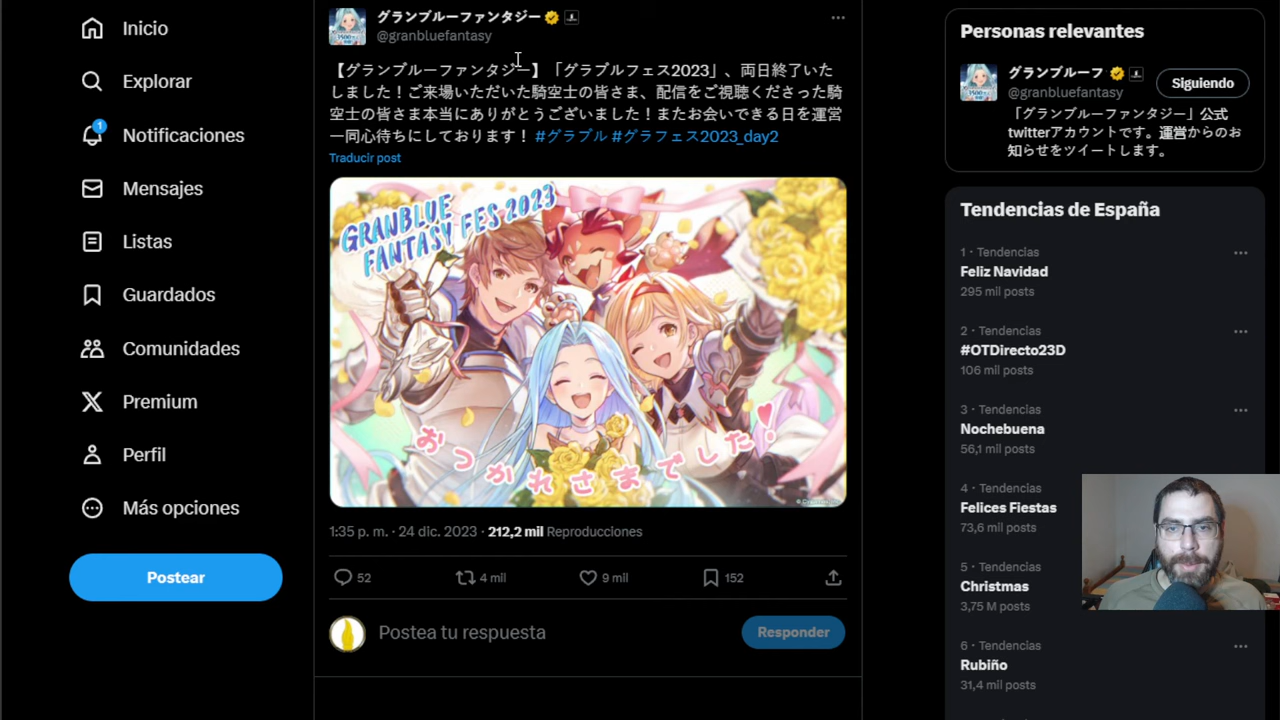 Inicio
Explorar
1
Notificaciones
Mensajes
Listas
Guardados
Comunidades
Premium
Perfil
Más opciones
Postear
グランブルーファンタジー
@granbluefantasy
【グランブルーファンタジー】「グラブルフェス2023」、両日終了いた
しました！ご来場いただいた騎空士の皆さま、配信をご視聴くださった騎
空士の皆さま本当にありがとうございました！またお会いできる日を運営
一同心待ちにしております！ #グラブル #グラフェス2023_day2
Traducir post
GRANBLUE
FANTASY FES 2023
おつかれさまでした！
1:35 p. m. · 24 dic. 2023 · 212,2 mil Reproducciones
52
4 mil
9 mil
152
Postea tu respuesta
Responder
Personas relevantes
グランブルーフ
@granbluefantasy
Siguiendo
「グランブルーファンタジー」公式
twitterアカウントです。運営からのお
知らせをツイートします。
Tendencias de España
1 · Tendencias
Feliz Navidad
295 mil posts
2 · Tendencias
#OTDirecto23D
106 mil posts
3 · Tendencias
Nochebuena
56,1 mil posts
4 · Tendencias
Felices Fiestas
73,6 mil posts
5 · Tendencias
Christmas
3,75 M posts
6 · Tendencias
Rubiño
31,4 mil posts